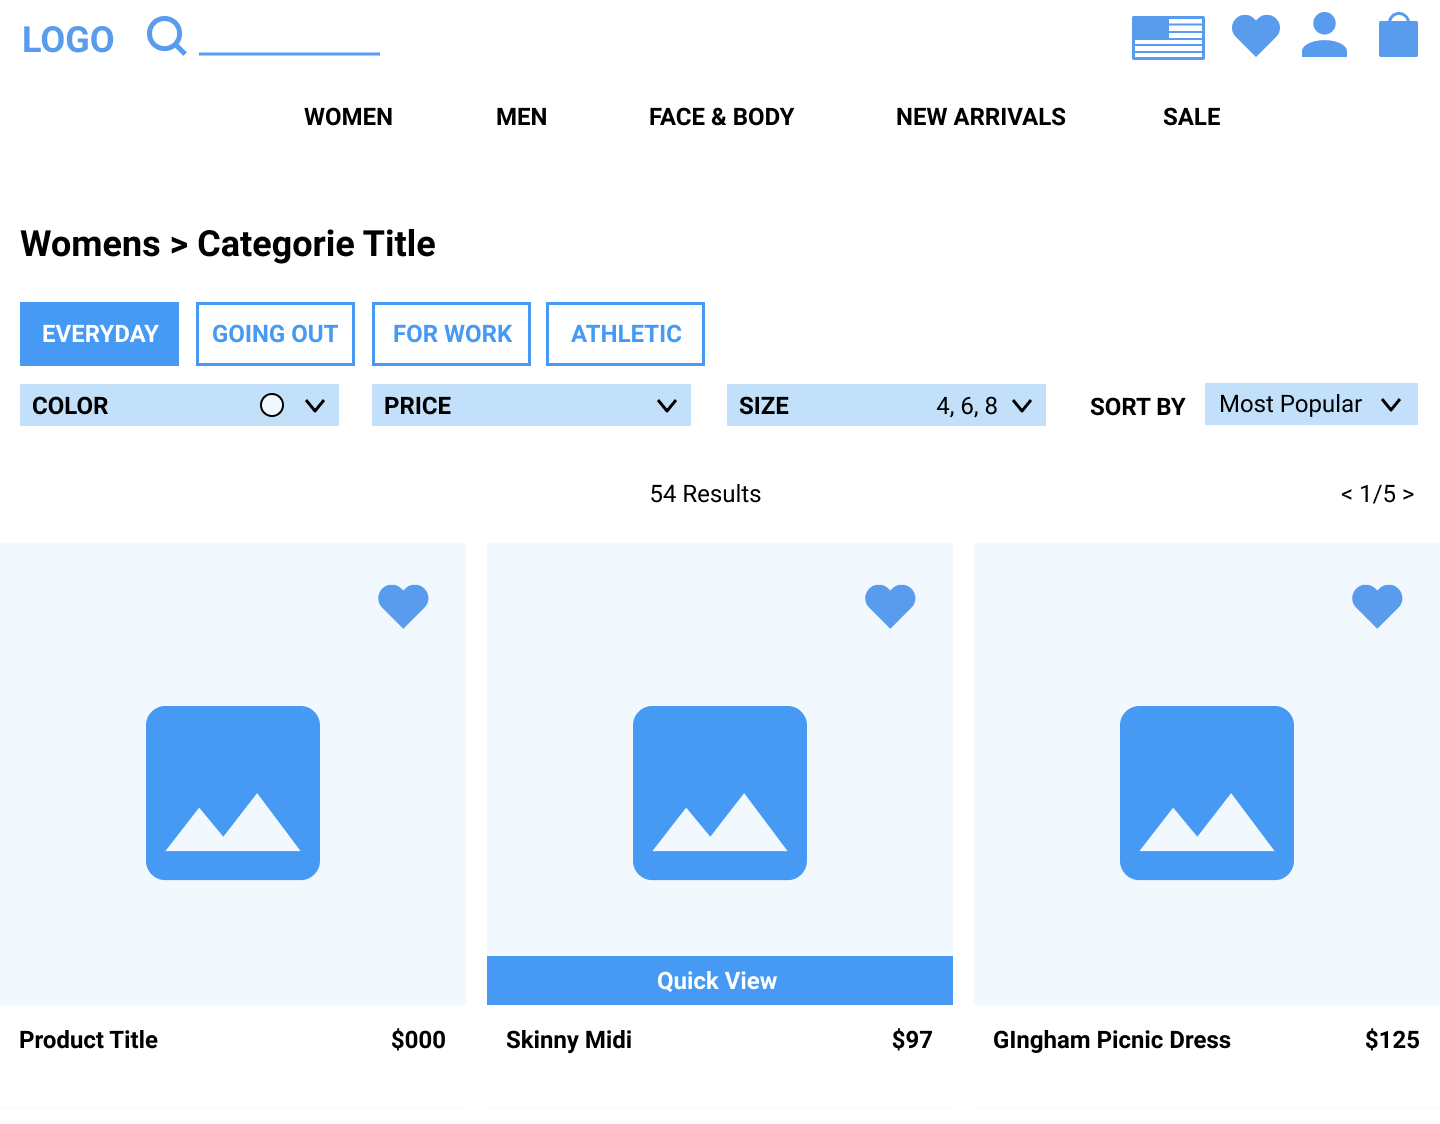 LOGO
WOMEN MEN FACE & BODY NEW ARRIVALS SALE
Womens > Categorie Title
EVERYDAY GOING OUT FOR WORK ATHLETIC
COLOR PRICE SIZE 4, 6, 8 SORT BY Most Popular
54 Results < 1/5 >
Quick View
Product Title $000 Skinny Midi $97 GIngham Picnic Dress $125